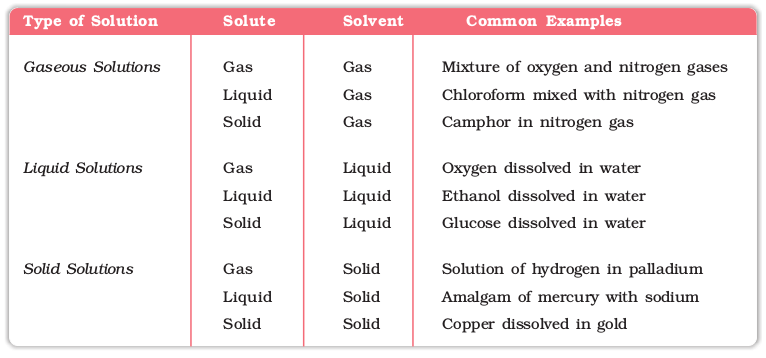 Type of Solution Solute Solvent Common Examples
Gaseous Solutions Gas Gas Mixture of oxygen and nitrogen gases
Liquid Gas Chloroform mixed with nitrogen gas
Solid Gas Camphor in nitrogen gas
Liquid Solutions Gas Liquid Oxygen dissolved in water
Liquid Liquid Ethanol dissolved in water
Solid Liquid Glucose dissolved in water
Solid Solutions Gas Solid Solution of hydrogen in palladium
Liquid Solid Amalgam of mercury with sodium
Solid Solid Copper dissolved in gold